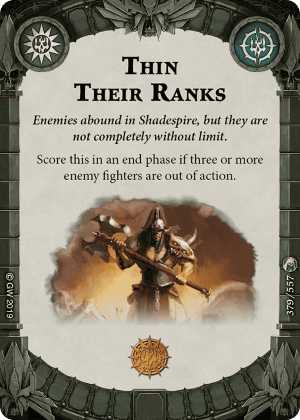 THIN
THEIR RANKS
Enemies abound in Shadespire, but they are
not completely without limit.
Score this in an end phase if three or more
enemy fighters are out of action.
© GW 2019
379/557